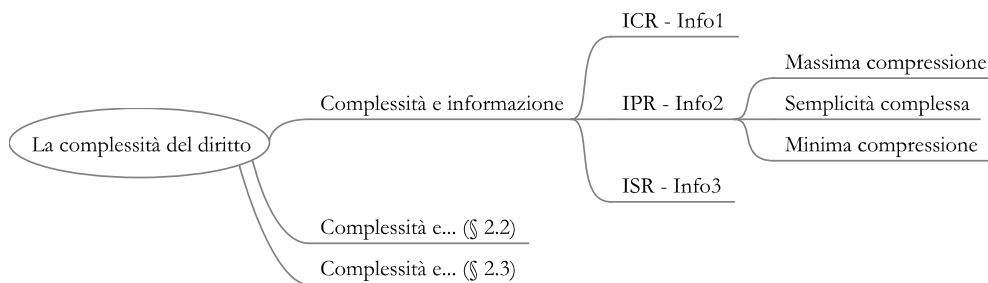 La complessità del diritto
Complessità e informazione
ICR - Info1
IPR - Info2
Massima compressione
Semplicità complessa
Minima compressione
ISR - Info3
Complessità e... (§ 2.2)
Complessità e... (§ 2.3)